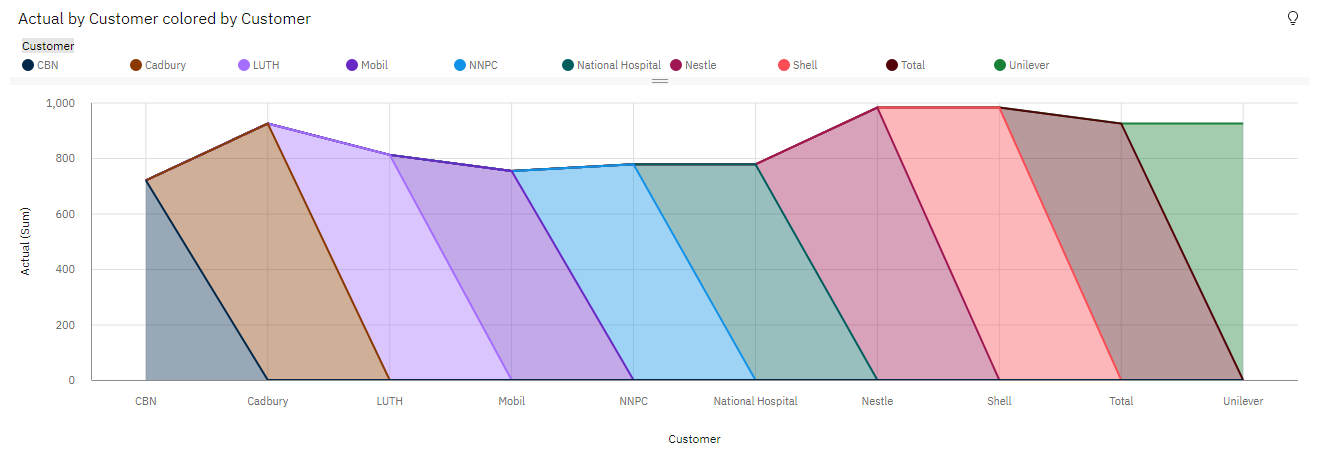 Actual by Customer colored by Customer
Customer
CBN Cadbury LUTH Mobil NNPC National Hospital Nestle Shell Total Unilever
1,000
800
600
400
200
0
Actual (Sum)
CBN Cadbury LUTH Mobil NNPC National Hospital Nestle Shell Total Unilever
Customer